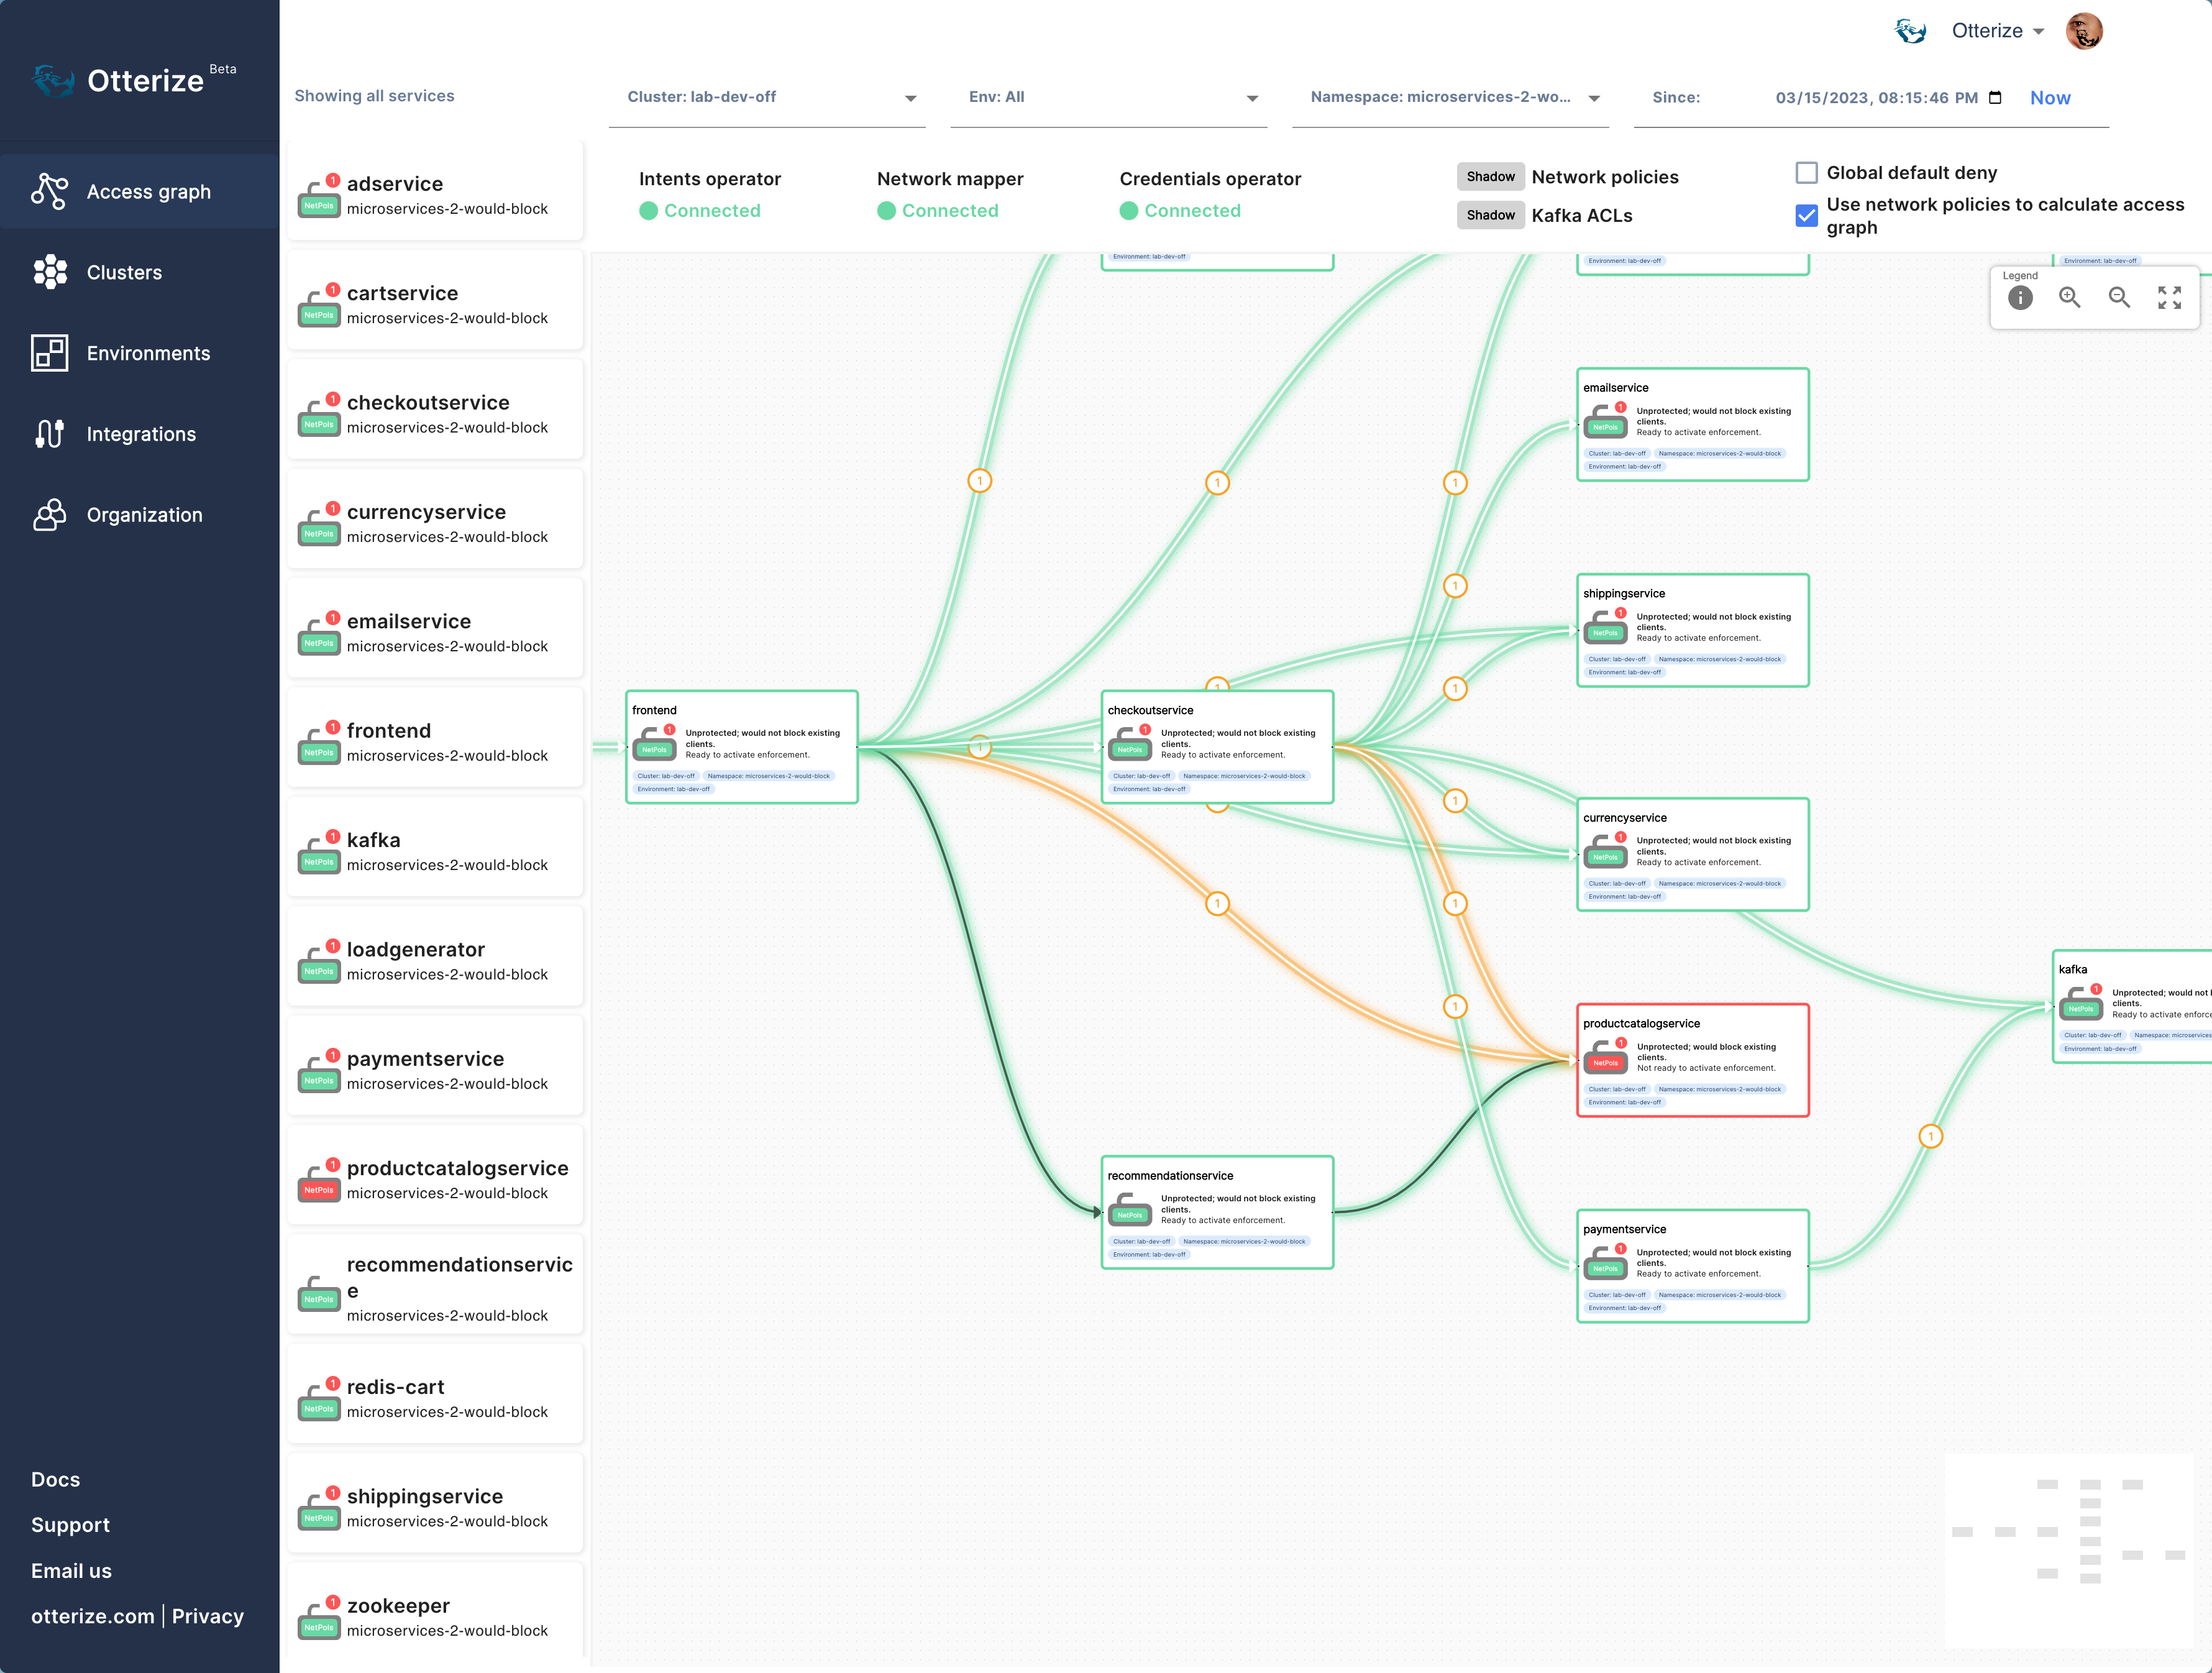 Otterize
Otterize Beta
Showing all services
Cluster: lab-dev-off
Env: All
Namespace: microservices-2-wo...
Since:
03/15/2023, 08:15:46 PM
Now
Access graph
Clusters
Environments
Integrations
Organization
Docs
Support
Email us
otterize.com | Privacy
Intents operator
Connected
Network mapper
Connected
Credentials operator
Connected
Shadow Network policies
Shadow Kafka ACLs
Global default deny
Use network policies to calculate access
graph
1
NetPols
adservice
microservices-2-would-block
1
NetPols
cartservice
microservices-2-would-block
1
NetPols
checkoutservice
microservices-2-would-block
1
NetPols
currencyservice
microservices-2-would-block
1
NetPols
emailservice
microservices-2-would-block
1
NetPols
frontend
microservices-2-would-block
1
NetPols
kafka
microservices-2-would-block
1
NetPols
loadgenerator
microservices-2-would-block
1
NetPols
paymentservice
microservices-2-would-block
1
NetPols
productcatalogservice
microservices-2-would-block
NetPols
recommendationservic
e
microservices-2-would-block
1
NetPols
redis-cart
microservices-2-would-block
1
NetPols
shippingservice
microservices-2-would-block
1
NetPols
zookeeper
microservices-2-would-block
Environment: lab-dev-off
Environment: lab-dev-off
Environment: lab-dev-off
Legend
1
1
1
1
1
1
1
1
1
1
1
1
frontend
1
NetPols
Unprotected; would not block existing
clients.
Ready to activate enforcement.
Cluster: lab-dev-off Namespace: microservices-2-would-block
Environment: lab-dev-off
checkoutservice
1
NetPols
Unprotected; would not block existing
clients.
Ready to activate enforcement.
Cluster: lab-dev-off Namespace: microservices-2-would-block
Environment: lab-dev-off
recommendationservice
NetPols
Unprotected; would not block existing
clients.
Ready to activate enforcement.
Cluster: lab-dev-off Namespace: microservices-2-would-block
Environment: lab-dev-off
emailservice
1
NetPols
Unprotected; would not block existing
clients.
Ready to activate enforcement.
Cluster: lab-dev-off Namespace: microservices-2-would-block
Environment: lab-dev-off
shippingservice
1
NetPols
Unprotected; would not block existing
clients.
Ready to activate enforcement.
Cluster: lab-dev-off Namespace: microservices-2-would-block
Environment: lab-dev-off
currencyservice
1
NetPols
Unprotected; would not block existing
clients.
Ready to activate enforcement.
Cluster: lab-dev-off Namespace: microservices-2-would-block
Environment: lab-dev-off
productcatalogservice
1
NetPols
Unprotected; would block existing
clients.
Not ready to activate enforcement.
Cluster: lab-dev-off Namespace: microservices-2-would-block
Environment: lab-dev-off
paymentservice
1
NetPols
Unprotected; would not block existing
clients.
Ready to activate enforcement.
Cluster: lab-dev-off Namespace: microservices-2-would-block
Environment: lab-dev-off
kafka
1
NetPols
Unprotected; would not
clients.
Ready to activate
Cluster: lab-dev-off Namespace: microservices
Environment: lab-dev-off